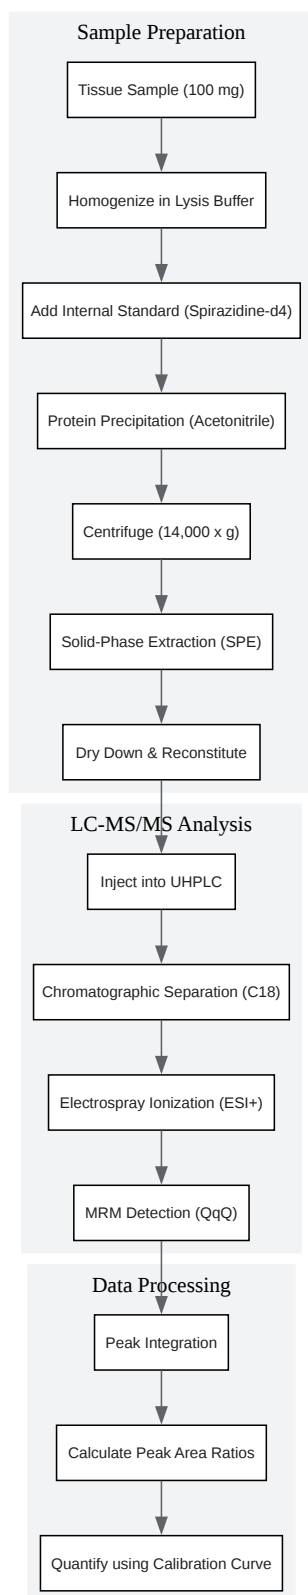 Sample Preparation
Tissue Sample (100 mg)
Homogenize in Lysis Buffer
Add Internal Standard (Spirazidine-d4)
Protein Precipitation (Acetonitrile)
Centrifuge (14,000 x g)
Solid-Phase Extraction (SPE)
Dry Down & Reconstitute
LC-MS/MS Analysis
Inject into UHPLC
Chromatographic Separation (C18)
Electrospray Ionization (ESI+)
MRM Detection (QqQ)
Data Processing
Peak Integration
Calculate Peak Area Ratios
Quantify using Calibration Curve